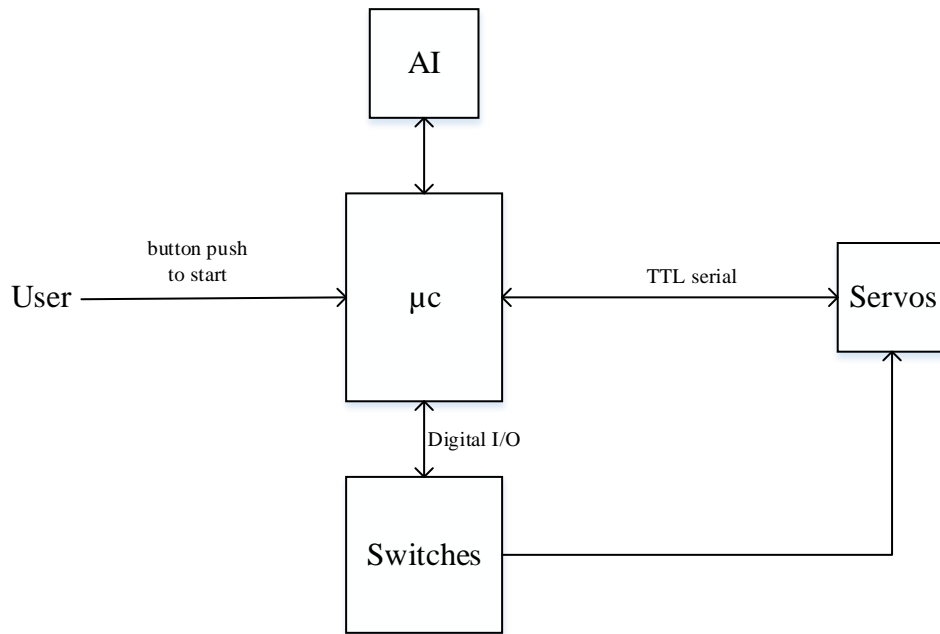 AI
button push
to start
User
µc
TTL serial
Servos
Digital I/O
Switches